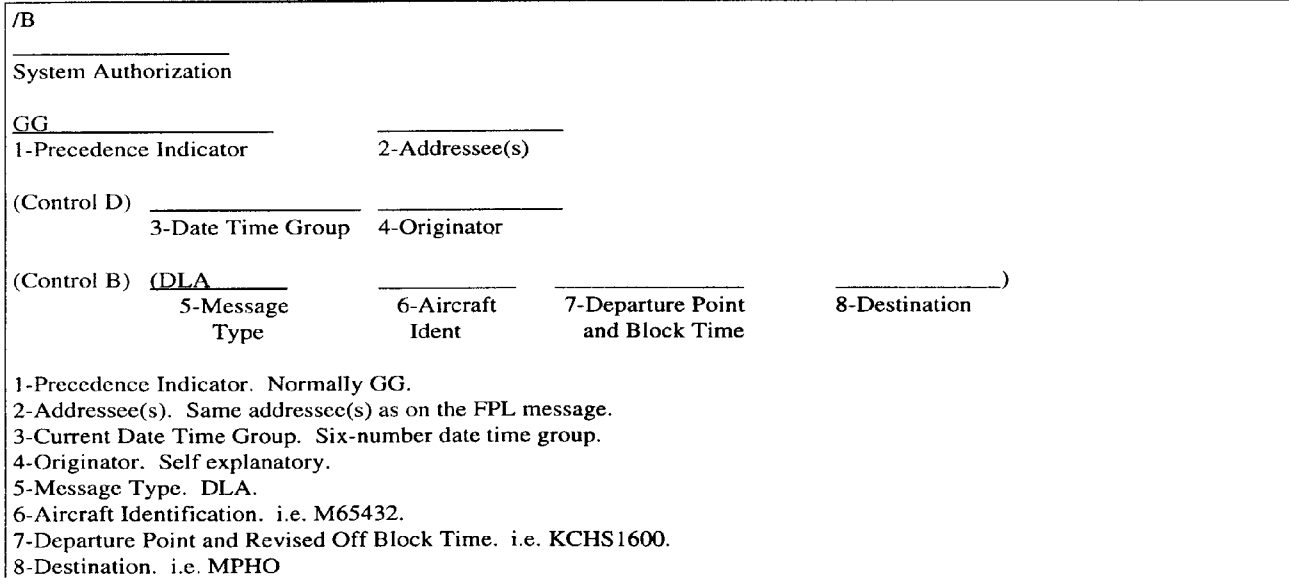 /B
System Authorization
GG
1-Precedence Indicator 2-Addressee(s)
(Control D)
3-Date Time Group 4-Originator
(Control B) (DLA )
5-Message Type 6-Aircraft Ident 7-Departure Point and Block Time 8-Destination
1-Precedence Indicator. Normally GG.
2-Addressee(s). Same addressee(s) as on the FPL message.
3-Current Date Time Group. Six-number date time group.
4-Originator. Self explanatory.
5-Message Type. DLA.
6-Aircraft Identification. i.e. M65432.
7-Departure Point and Revised Off Block Time. i.e. KCHS1600.
8-Destination. i.e. MPHO